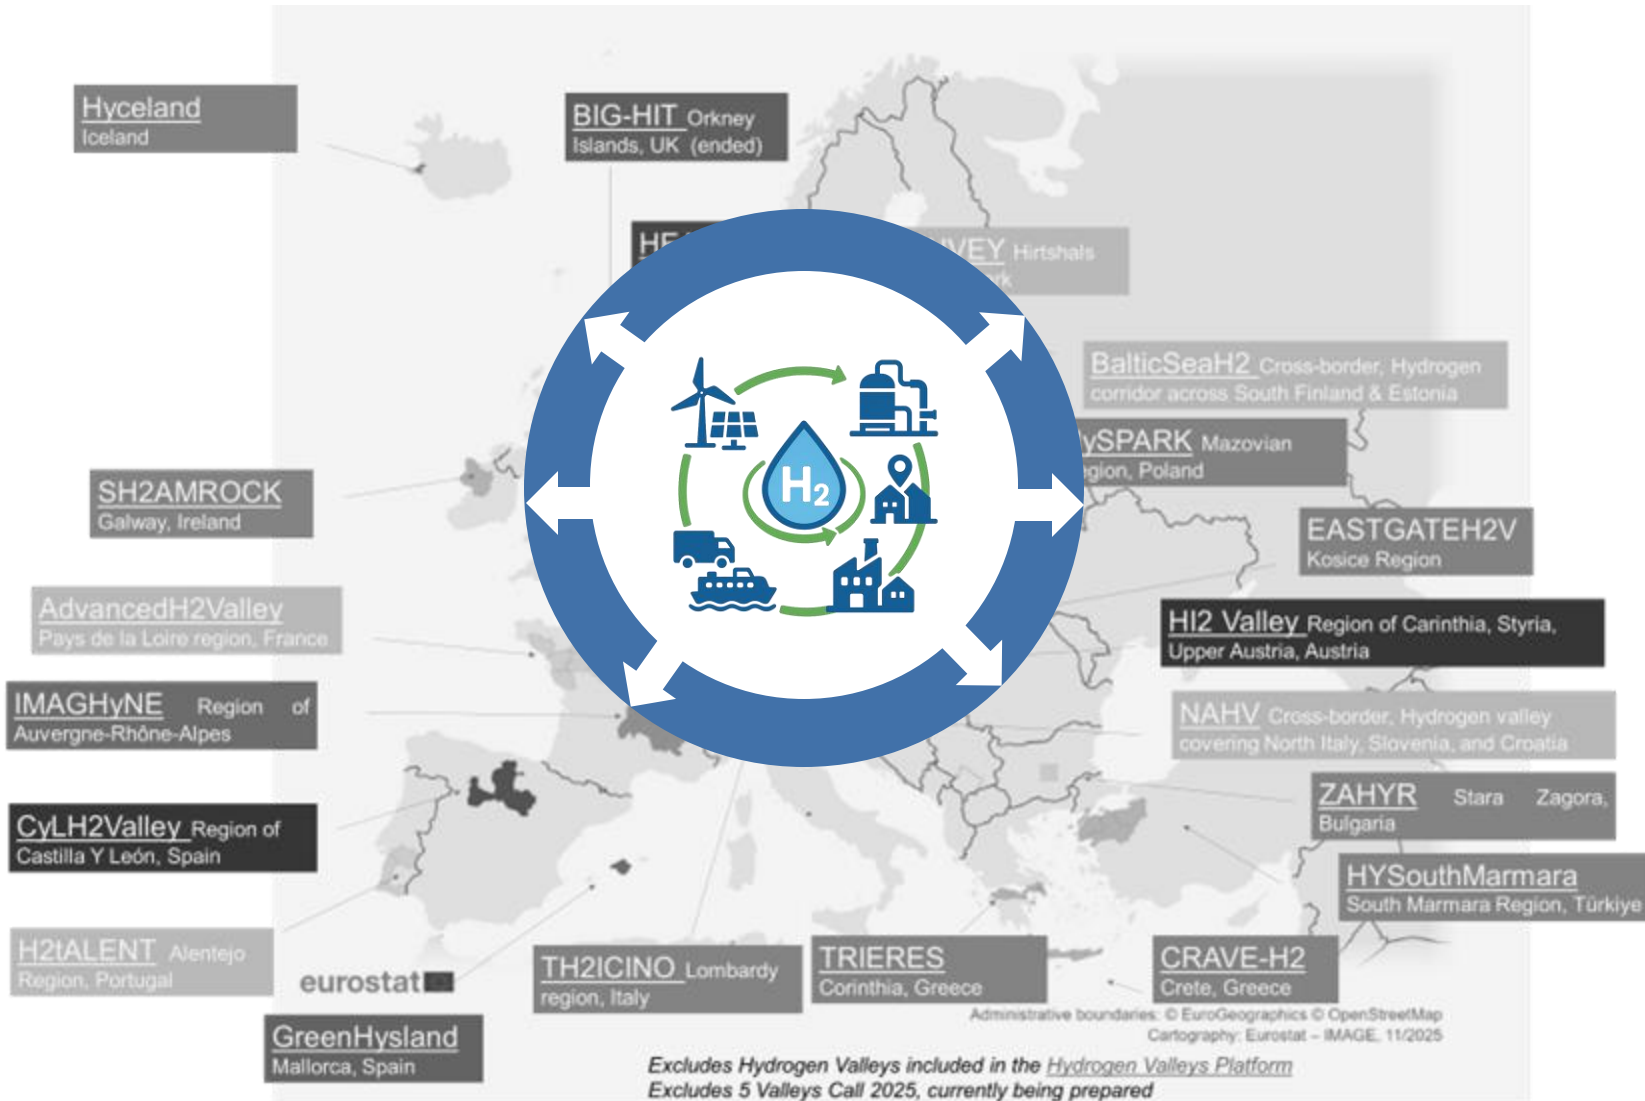 Hyceland
Iceland
BIG-HIT Orkney
Islands, UK (ended)
VEY Hirtshals
BalticSeaH2 Cross-border, Hydrogen
corridor across South Finland & Estonia
ySPARK Mazovian
egion, Poland
SH2AMROCK
Galway, Ireland
H2
EASTGATEH2V
Kosice Region
AdvancedH2Valley
Pays de la Loire region, France
HI2 Valley Region of Carinthia, Styria,
Upper Austria, Austria
IMAGHyNE Region of
Auvergne-Rhône-Alpes
NAHV Cross-border, Hydrogen valley
covering North Italy, Slovenia, and Croatia
ZAHYR Stara Zagora,
Bulgaria
CyLH2Valley Region of
Castilla Y León, Spain
HYSouthMarmara
South Marmara Region, Türkiye
H2tALENT Alentejo
Region, Portugal
eurostat
TH2ICINO Lombardy
region, Italy
TRIERES
Corinthia, Greece
CRAVE-H2
Crete, Greece
GreenHysland
Mallorca, Spain
Administrative boundaries: © EuroGeographics © OpenStreetMap
Cartography: Eurostat – IMAGE, 11/2025
Excludes Hydrogen Valleys included in the Hydrogen Valleys Platform
Excludes 5 Valleys Call 2025, currently being prepared